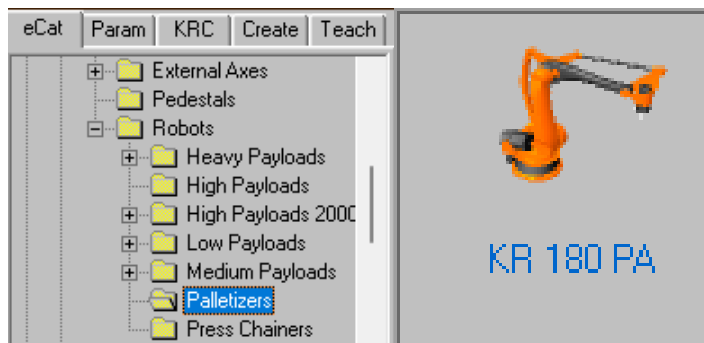 eCat Param KRC Create Teach
External Axes
Pedestals
Robots
Heavy Payloads
High Payloads
High Payloads 200
Low Payloads
Medium Payloads
Palletizers
Press Chainers
KR 180 PA